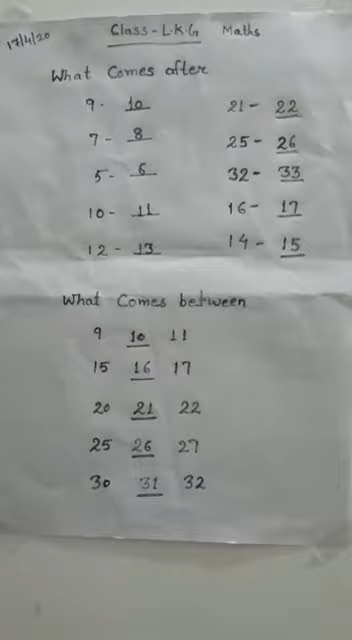 17/4/20 Class - L.K.G Maths
What Comes after
9 - 10 21 - 22
7 - 8 25 - 26
5 - 6 32 - 33
10 - 11 16 - 17
12 - 13 14 - 15
What Comes between
9 10 11
15 16 17
20 21 22
25 26 27
30 31 32